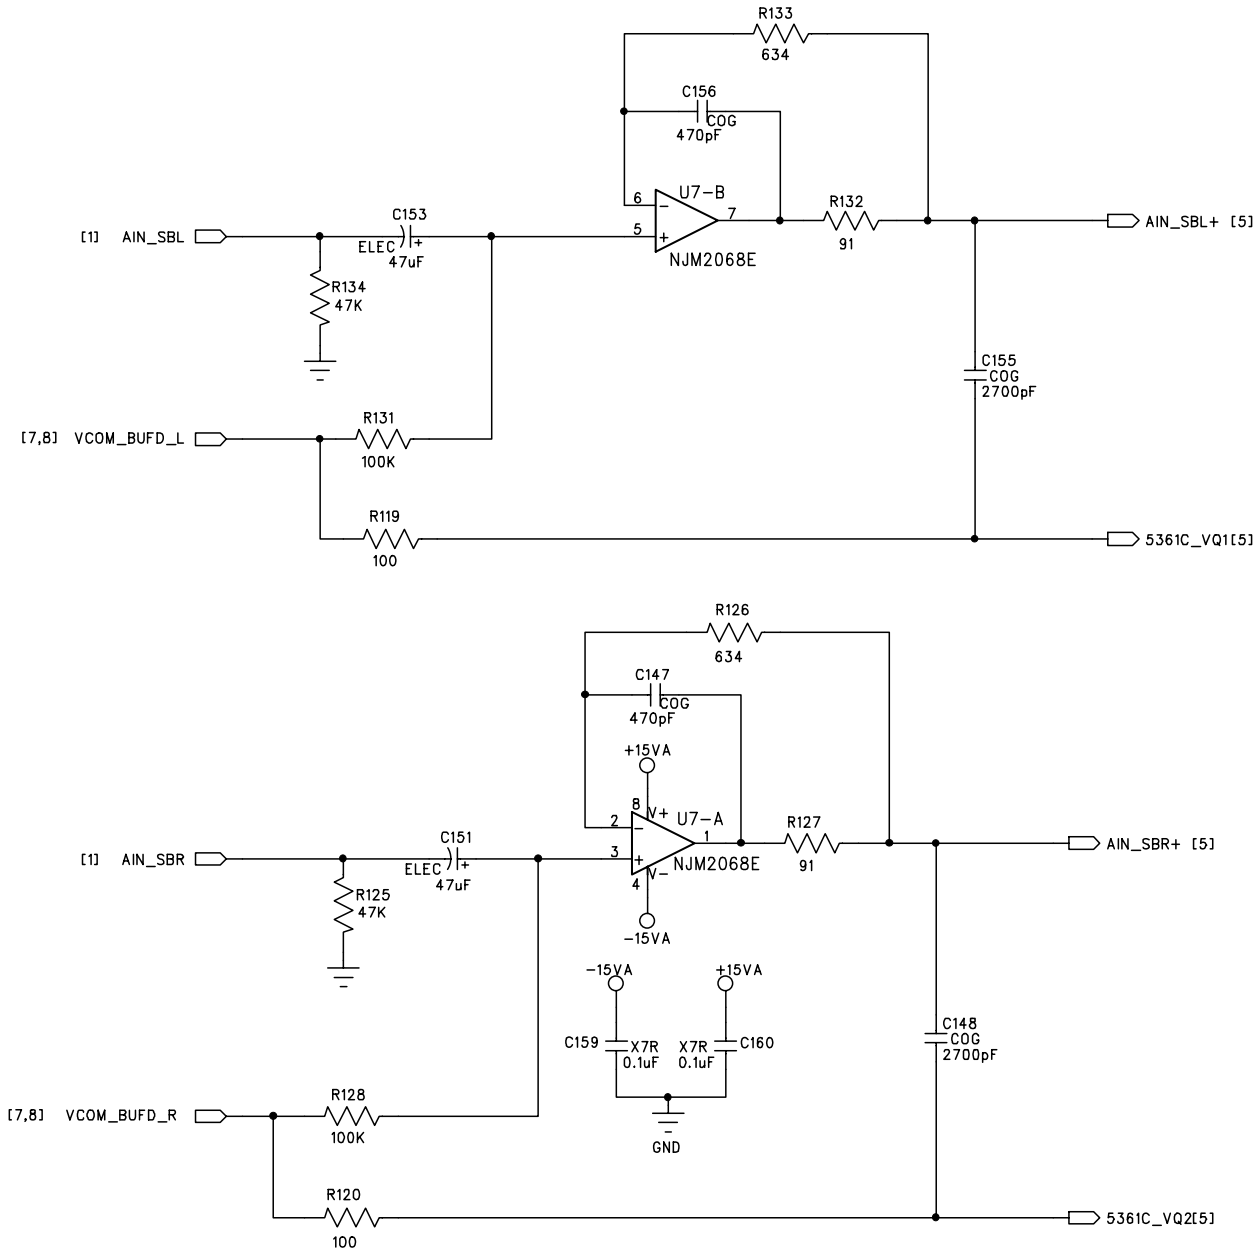 R133
634
C156
COG
470pF
U7-B
6
−
7
5
+
NJM2068E
R132
91
AIN_SBL+ [5]
[1] AIN_SBL
C153
ELEC
+
47uF
R134
47K
C155
COG
2700pF
[7,8] VCOM_BUFD_L
R131
100K
R119
100
5361C_VQ1[5]
R126
634
C147
COG
470pF
+15VA
8
V+
U7-A
2
−
1
3
+
V-
4
NJM2068E
-15VA
R127
91
AIN_SBR+ [5]
[1] AIN_SBR
C151
ELEC
+
47uF
R125
47K
-15VA
+15VA
C159
X7R
0.1uF
X7R
0.1uF
C160
GND
C148
COG
2700pF
[7,8] VCOM_BUFD_R
R128
100K
R120
100
5361C_VQ2[5]